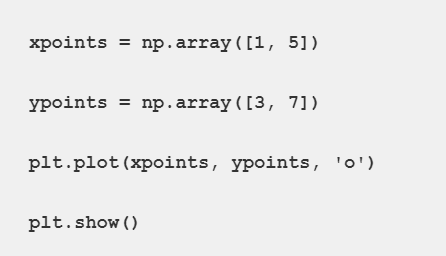 xpoints = np.array([1, 5])
ypoints = np.array([3, 7])
plt.plot(xpoints, ypoints, 'o')
plt.show()